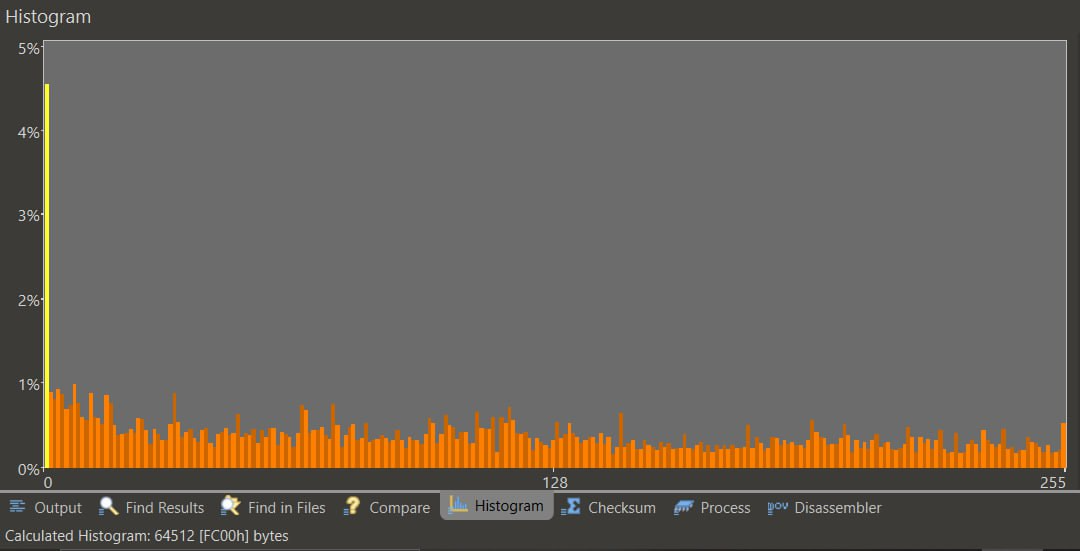 Histogram
5%
4%
3%
2%
1%
0%
0 128 255
Output Find Results Find in Files Compare Histogram Checksum Process Disassembler
Calculated Histogram: 64512 [FC00h] bytes